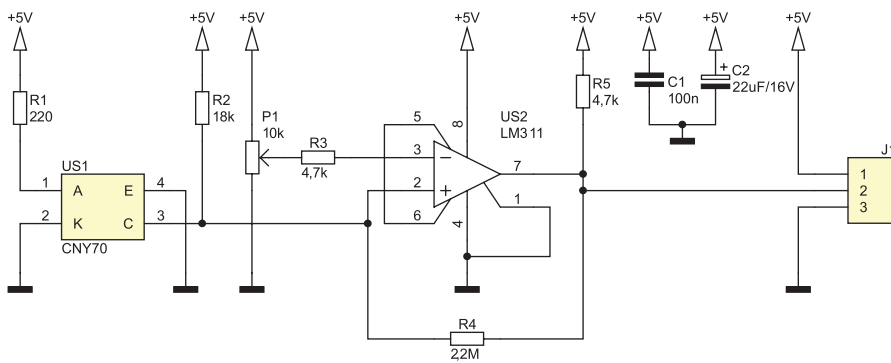 +5V
+5V
+5V
+5V
+5V
+5V
+5V
+5V
R1
220
R2
18k
P1
10k
R3
4,7k
US2
LM311
R5
4,7k
C1
100n
+
C2
22uF/16V
J1
US1
1
A
E
4
2
K
C
3
CNY70
5
8
3
−
7
2
+
1
6
4
1
2
3
R4
2,2M